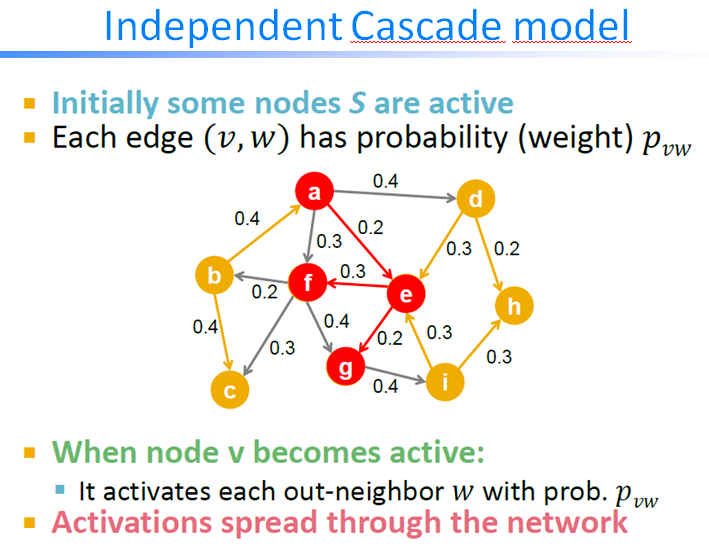 Independent Cascade model
Initially some nodes S are active
Each edge (v, w) has probability (weight) p_vw
0.4
a
d
0.4
0.2
0.3
0.3
0.2
b
f
0.3
e
0.2
h
0.4
0.4
0.2
0.3
0.3
0.3
g
0.4
i
c
When node v becomes active:
It activates each out-neighbor w with prob. p_vw
Activations spread through the network